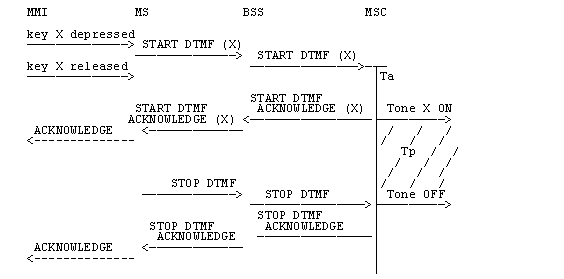 MMI MS BSS MSC
key X depressed
START DTMF (X)
START DTMF (X)
key X released
Ta
START DTMF
START DTMF ACKNOWLEDGE (X) Tone X ON
ACKNOWLEDGE (X)
ACKNOWLEDGE
Tp
STOP DTMF
STOP DTMF Tone OFF
STOP DTMF
STOP DTMF ACKNOWLEDGE
ACKNOWLEDGE
ACKNOWLEDGE